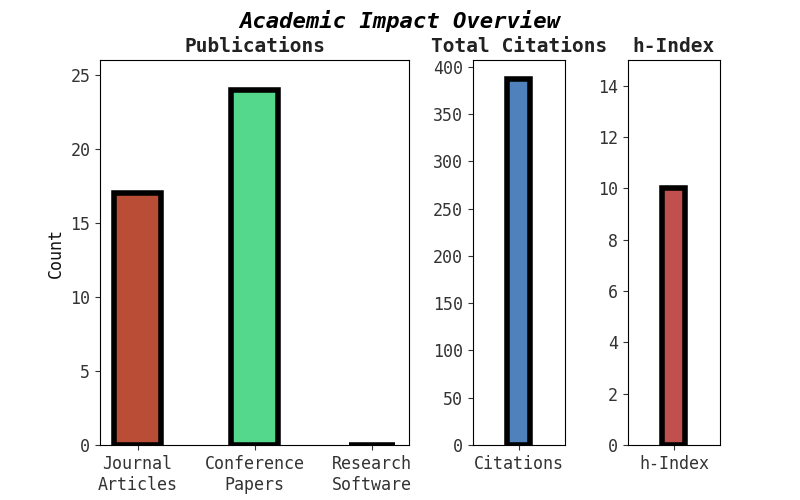 Academic Impact Overview
Publications
Total Citations
h-Index
Count
25
20
15
10
5
0
Journal
Articles
Conference
Papers
Research
Software
400
350
300
250
200
150
100
50
0
Citations
14
12
10
8
6
4
2
0
h-Index